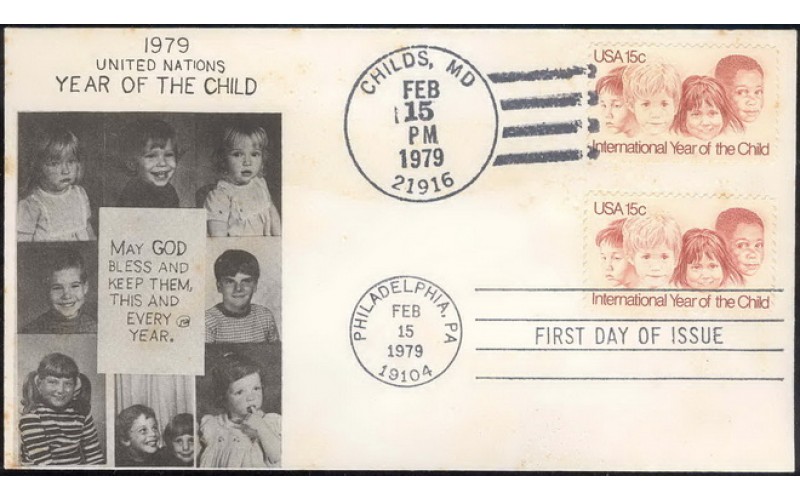 1979
UNITED NATIONS
YEAR OF THE CHILD
MAY GOD
BLESS AND
KEEP THEM,
THIS AND
EVERY
YEAR.
CHILDS, MD
FEB
15
PM
1979
21916
USA 15c
International Year of the Child
USA 15c
International Year of the Child
PHILADELPHIA, PA
FEB
15
1979
19104
FIRST DAY OF ISSUE